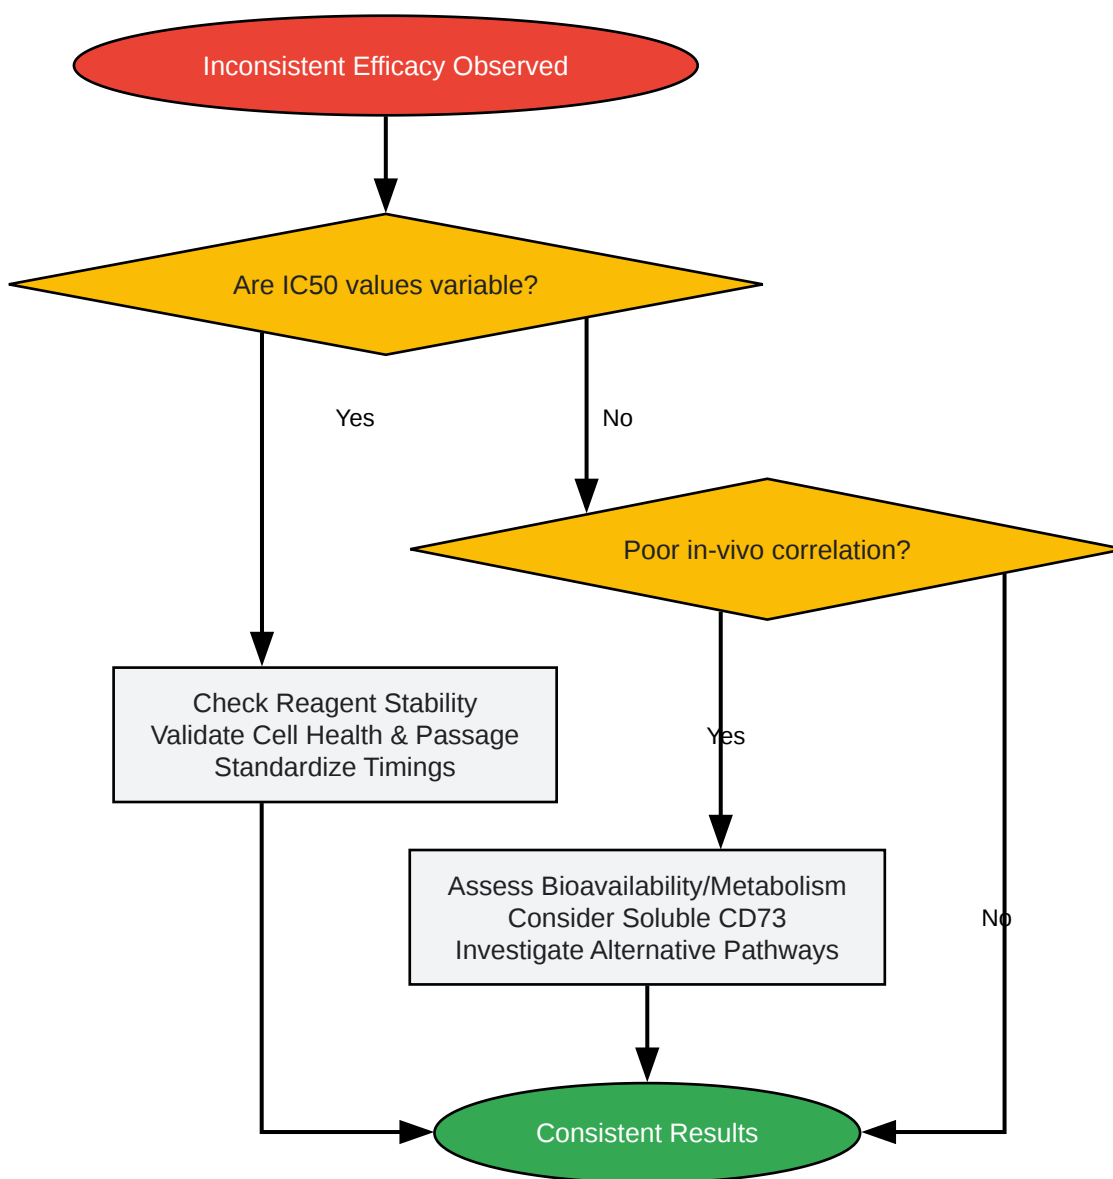 Inconsistent Efficacy Observed
Are IC50 values variable?
Yes
No
Poor in-vivo correlation?
Check Reagent Stability
Validate Cell Health & Passage
Standardize Timings
Yes
Assess Bioavailability/Metabolism
Consider Soluble CD73
Investigate Alternative Pathways
No
Consistent Results